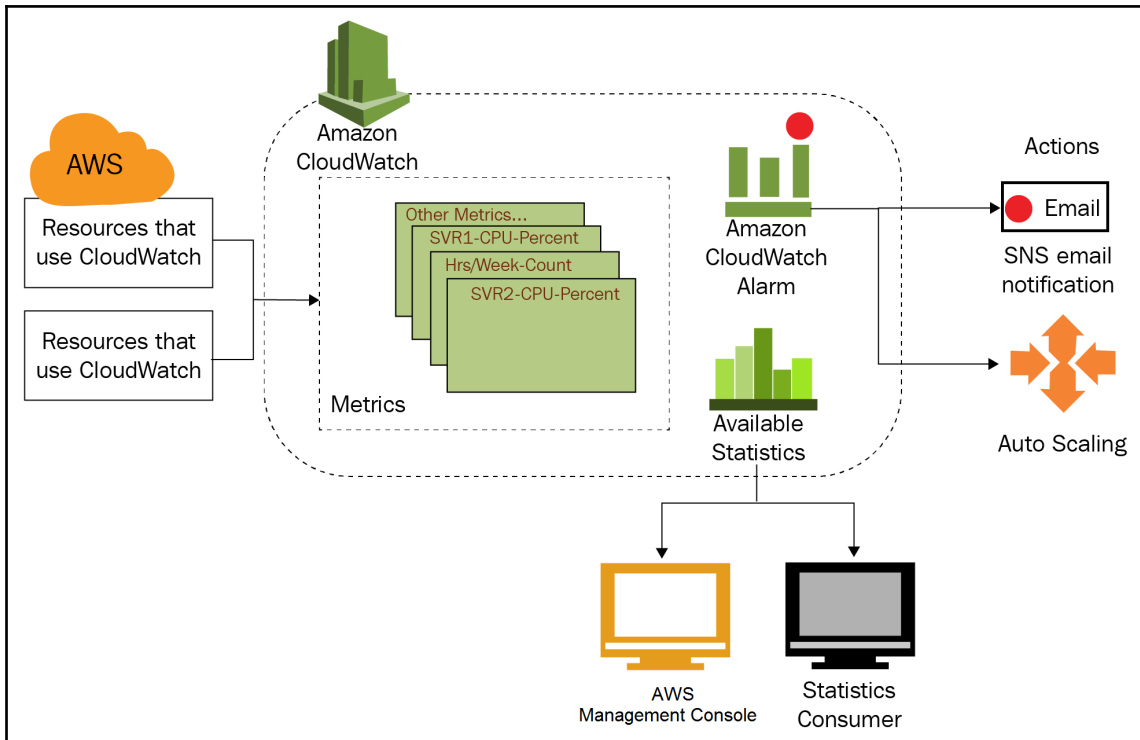 Amazon
CloudWatch
AWS
Resources that
use CloudWatch
Resources that
use CloudWatch
Other Metrics...
SVR1-CPU-Percent
Hrs/Week-Count
SVR2-CPU-Percent
Metrics
Amazon
CloudWatch
Alarm
Available
Statistics
Actions
Email
SNS email
notification
Auto Scaling
AWS
Management Console
Statistics
Consumer